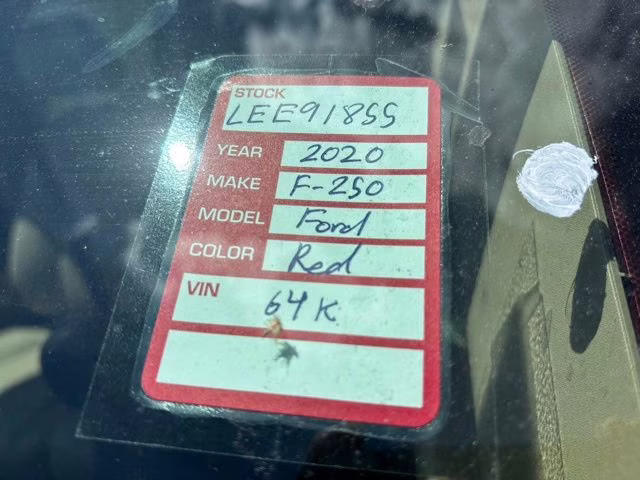 STOCK
LEE91855
YEAR 2020
MAKE F-250
MODEL Ford
COLOR Red
VIN 64K